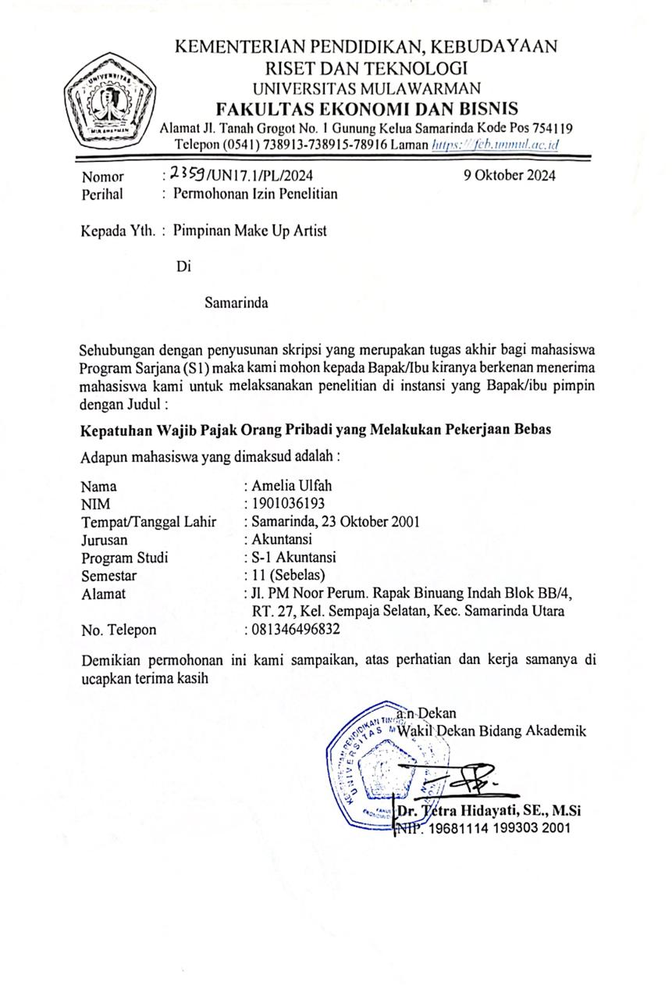 KEMENTERIAN PENDIDIKAN, KEBUDAYAAN
RISET DAN TEKNOLOGI
UNIVERSITAS MULAWARMAN
FAKULTAS EKONOMI DAN BISNIS
Alamat Jl. Tanah Grogot No. 1 Gunung Kelua Samarinda Kode Pos 754119
Telepon (0541) 738913-738915-78916 Laman https://feb.unmul.ac.id
UNIVERSITAS
MULAWARMAN
Nomor : 2359/UN17.1/PL/2024 9 Oktober 2024
Perihal : Permohonan Izin Penelitian
Kepada Yth. : Pimpinan Make Up Artist
Di
Samarinda
Sehubungan dengan penyusunan skripsi yang merupakan tugas akhir bagi mahasiswa
Program Sarjana (S1) maka kami mohon kepada Bapak/Ibu kiranya berkenan menerima
mahasiswa kami untuk melaksanakan penelitian di instansi yang Bapak/ibu pimpin
dengan Judul :
Kepatuhan Wajib Pajak Orang Pribadi yang Melakukan Pekerjaan Bebas
Adapun mahasiswa yang dimaksud adalah :
Nama : Amelia Ulfah
NIM : 1901036193
Tempat/Tanggal Lahir : Samarinda, 23 Oktober 2001
Jurusan : Akuntansi
Program Studi : S-1 Akuntansi
Semestar : 11 (Sebelas)
Alamat : Jl. PM Noor Perum. Rapak Binuang Indah Blok BB/4,
RT. 27, Kel. Sempaja Selatan, Kec. Samarinda Utara
No. Telepon : 081346496832
Demikian permohonan ini kami sampaikan, atas perhatian dan kerja samanya di
ucapkan terima kasih
a.n Dekan
Wakil Dekan Bidang Akademik
Dr. Tetra Hidayati, SE., M.Si
NIP. 19681114 199303 2001
PENDIDIKAN TINGGI
UNIVERSITAS